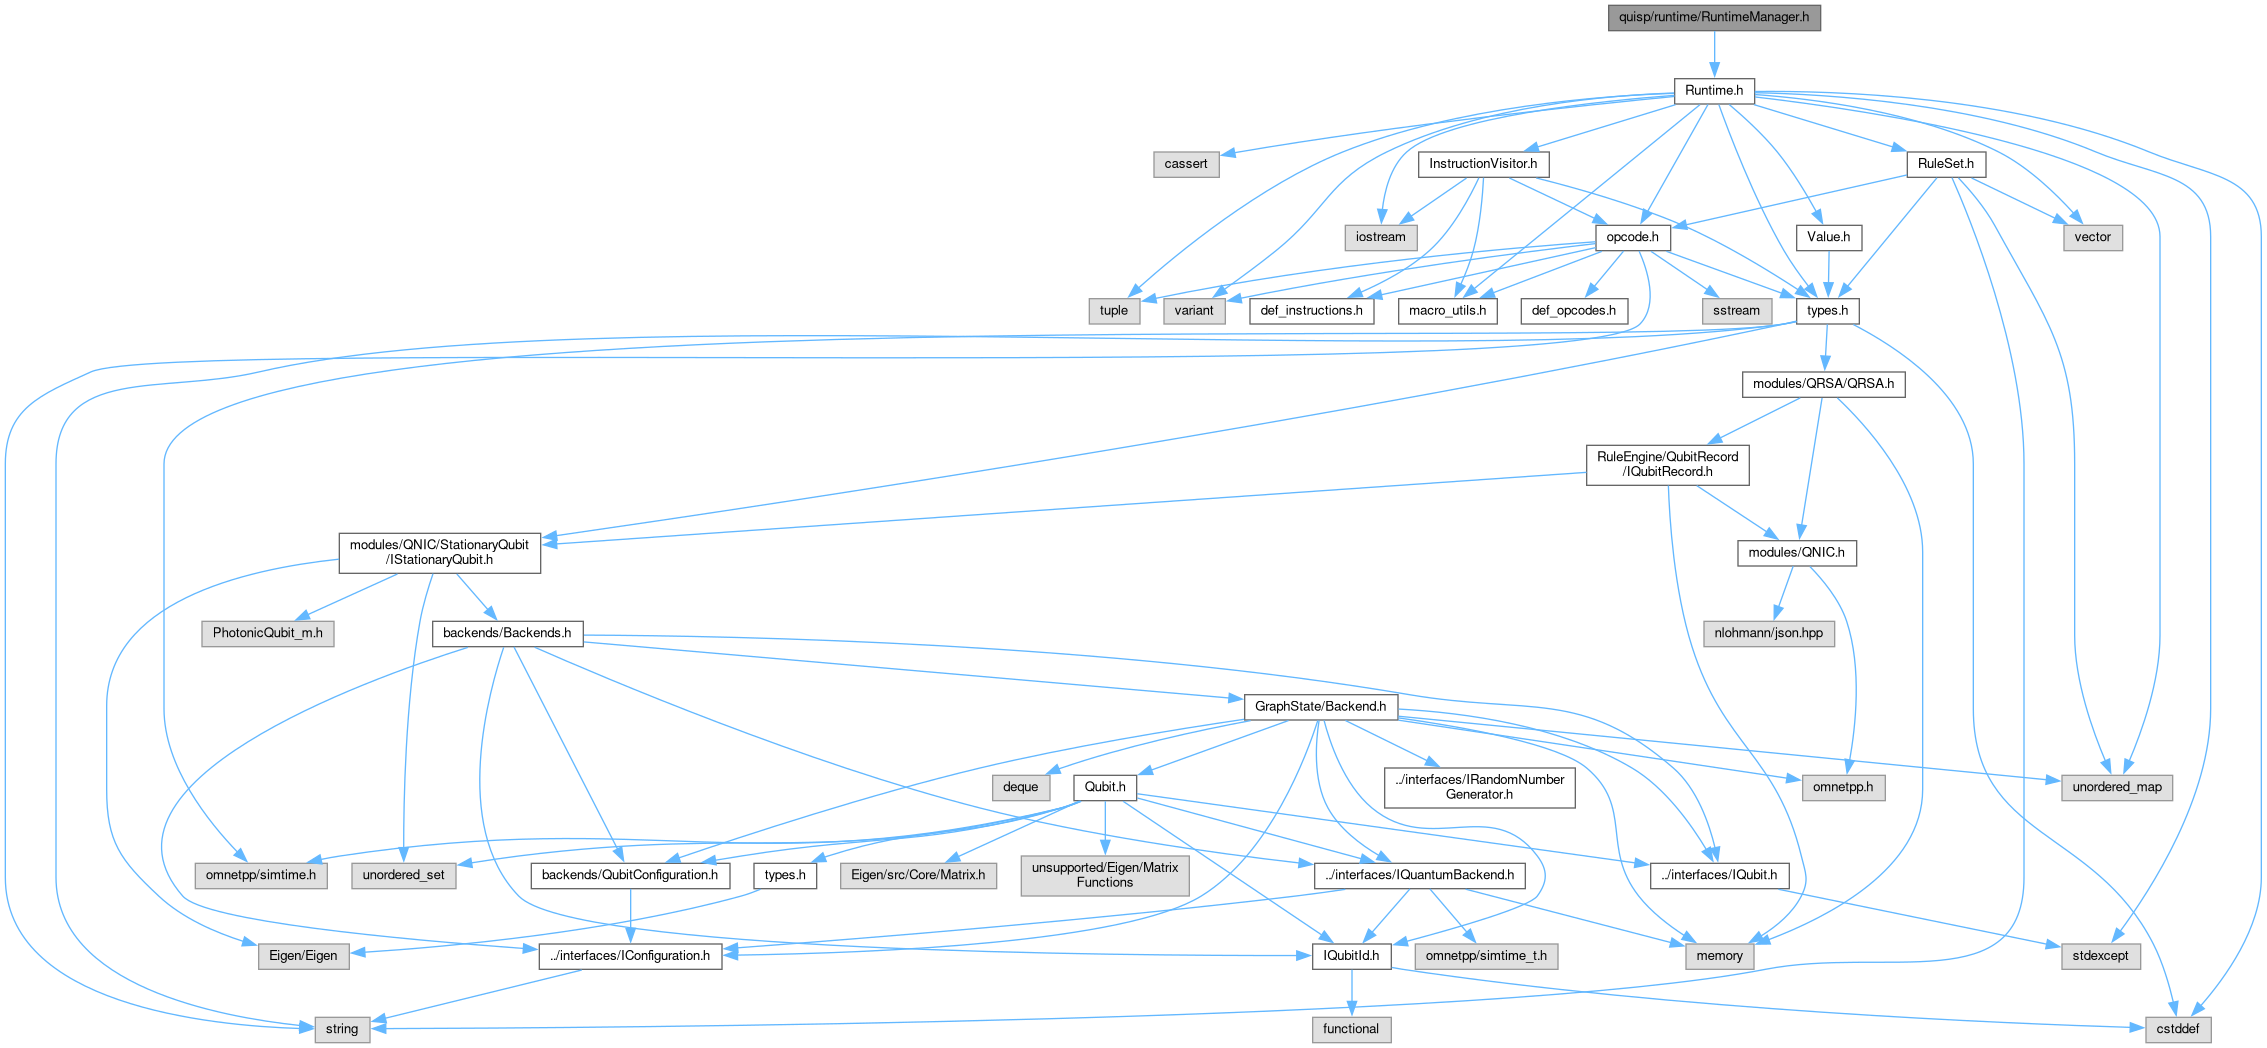 quisp/runtime/RuntimeManager.h
Runtime.h
cassert
InstructionVisitor.h
RuleSet.h
iostream
opcode.h
Value.h
vector
tuple
variant
def_instructions.h
macro_utils.h
def_opcodes.h
sstream
types.h
modules/QRSA/QRSA.h
RuleEngine/QubitRecord
/IQubitRecord.h
modules/QNIC/StationaryQubit
/IStationaryQubit.h
modules/QNIC.h
PhotonicQubit_m.h
backends/Backends.h
nlohmann/json.hpp
GraphState/Backend.h
deque
Qubit.h
../interfaces/IRandomNumber
Generator.h
omnetpp.h
unordered_map
omnetpp/simtime.h
unordered_set
backends/QubitConfiguration.h
types.h
Eigen/src/Core/Matrix.h
unsupported/Eigen/Matrix
Functions
../interfaces/IQuantumBackend.h
../interfaces/IQubit.h
Eigen/Eigen
../interfaces/IConfiguration.h
IQubitId.h
omnetpp/simtime_t.h
memory
stdexcept
string
functional
cstddef